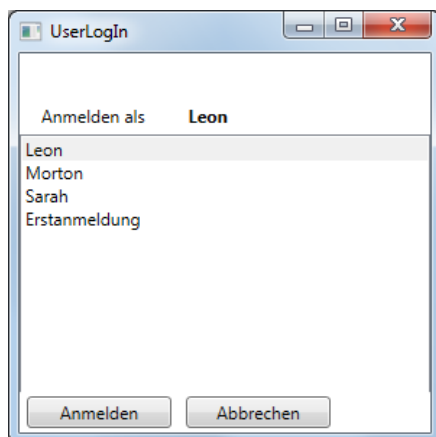 UserLogIn
Anmelden als Leon
Leon
Morton
Sarah
Erstanmeldung
Anmelden Abbrechen